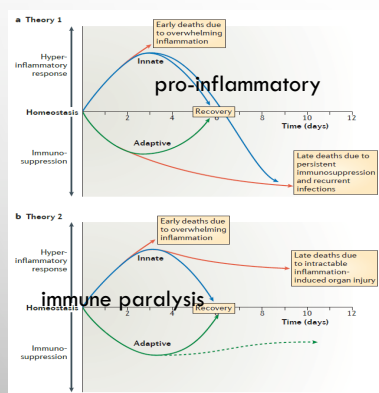 a Theory 1
Early deaths due
to overwhelming
inflammation
Hyper-
inflammatory
response
Innate
pro-inflammatory
Homeostasis
2
4
6
8
10
12
Recovery
Time (days)
Adaptive
Immuno-
suppression
Late deaths due to
persistent
immunosuppression
and recurrent
infections
b Theory 2
Early deaths due
to overwhelming
inflammation
Hyper-
inflammatory
response
Innate
Late deaths due
to intractable
inflammation-
induced organ injury
immune paralysis
Homeostasis
2
4
Recovery
8
10
12
Time (days)
Adaptive
Immuno-
suppression